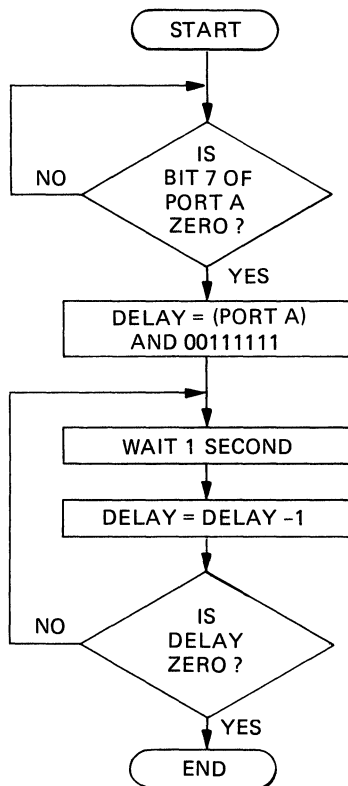 START
IS
BIT 7 OF
PORT A
ZERO ?
NO
YES
DELAY = (PORT A)
AND 00111111
WAIT 1 SECOND
DELAY = DELAY -1
IS
DELAY
ZERO ?
NO
YES
END